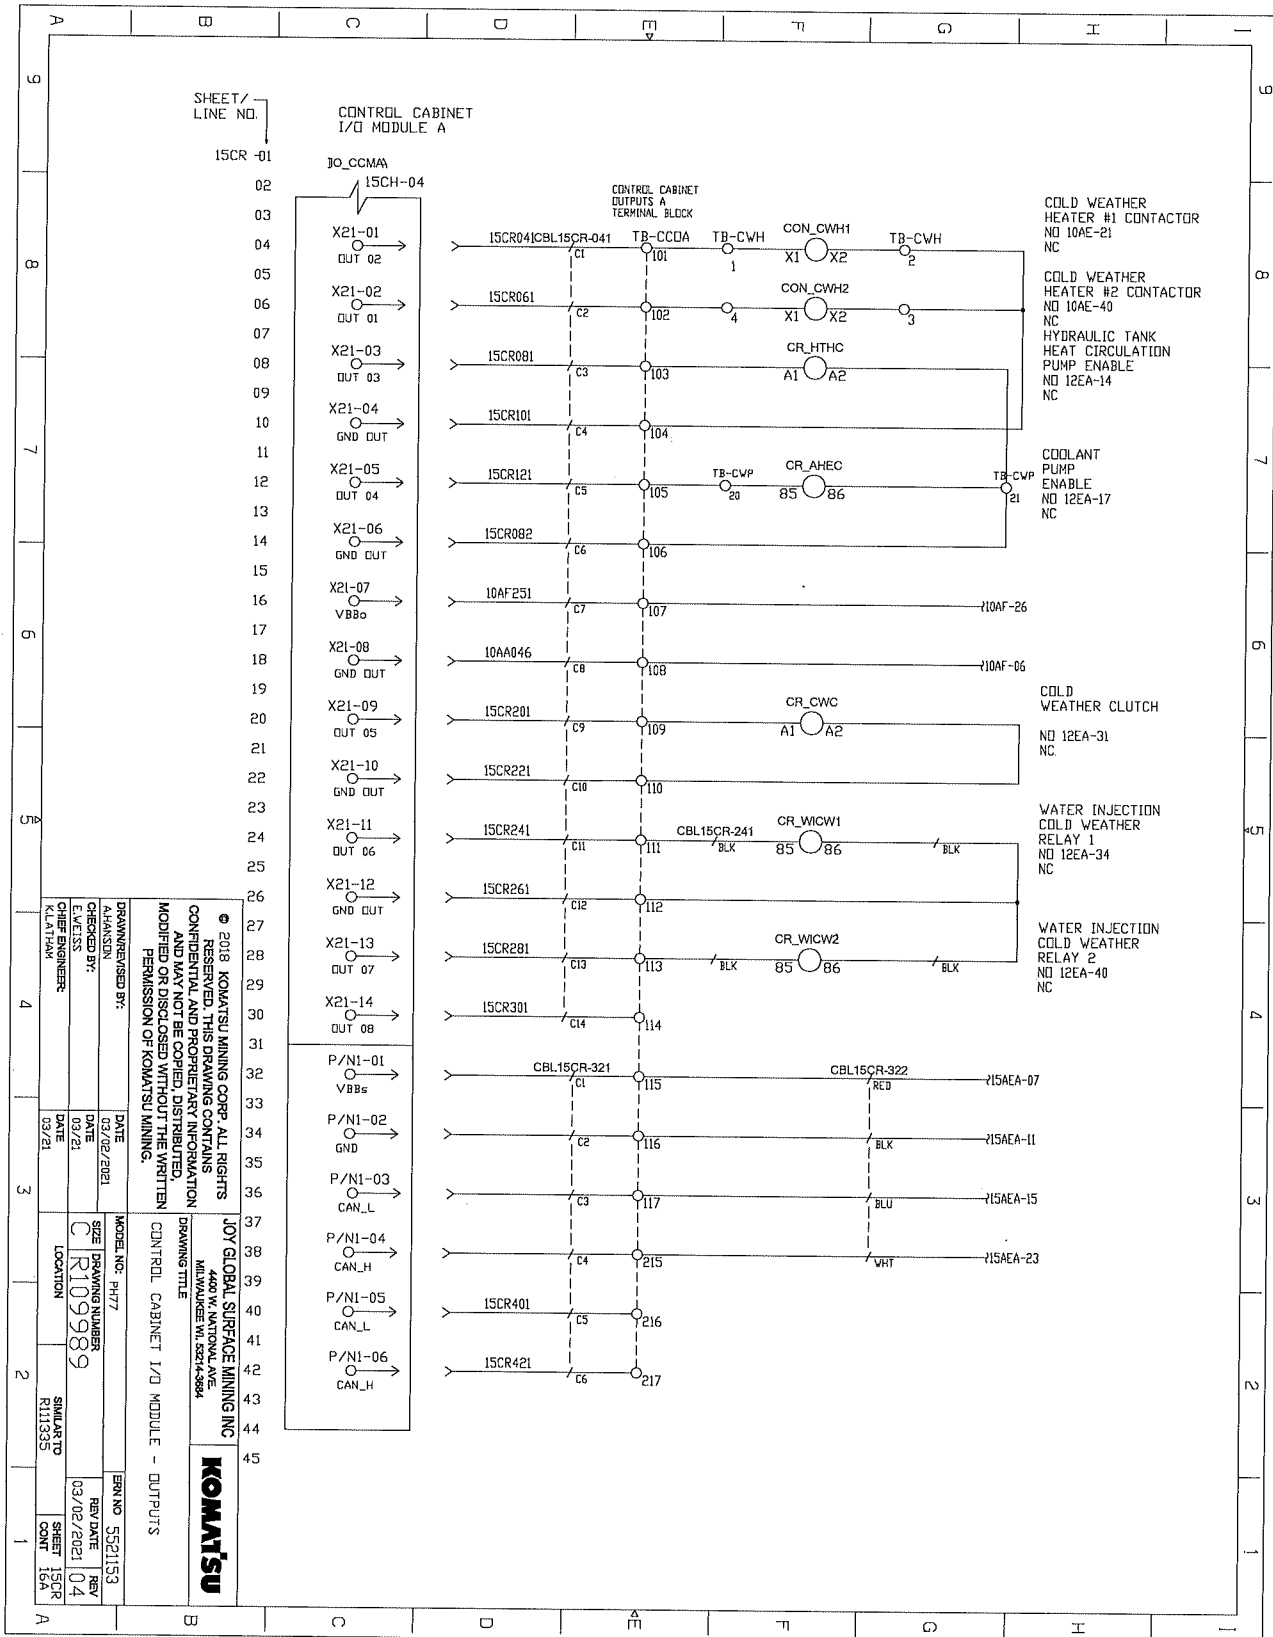 A
B
C
D
E
F
G
H
I
9
8
7
6
5
4
3
2
1
SHEET/
LINE NO.
CONTROL CABINET
I/O MODULE A
15CR -01
IO_CCMA
02
15CH-04
03
CONTROL CABINET
OUTPUTS A
TERMINAL BLOCK
COLD WEATHER
HEATER #1 CONTACTOR
NO 10AE-21
NC
04
X21-01
OUT 02
15CR041
CBL15CR-041
C1
TB-CCOA
101
TB-CWH
1
CON_CWH1
X1
X2
TB-CWH
2
05
COLD WEATHER
HEATER #2 CONTACTOR
NO 10AE-40
NC
06
X21-02
OUT 01
15CR061
C2
102
4
CON_CWH2
X1
X2
3
07
HYDRAULIC TANK
HEAT CIRCULATION
PUMP ENABLE
NO 12EA-14
NC
08
X21-03
OUT 03
15CR081
C3
103
CR_HTHC
A1
A2
09
10
X21-04
GND OUT
15CR101
C4
104
11
COOLANT
PUMP
ENABLE
NO 12EA-17
NC
12
X21-05
OUT 04
15CR121
C5
105
TB-CWP
20
CR_AHEC
85
86
TB-CWP
21
13
14
X21-06
GND OUT
15CR082
C6
106
15
16
X21-07
VBBo
10AF251
C7
107
10AF-26
17
18
X21-08
GND OUT
10AA046
C8
108
10AF-06
19
COLD
WEATHER CLUTCH
NO 12EA-31
NC
20
X21-09
OUT 05
15CR201
C9
109
CR_CWC
A1
A2
21
22
X21-10
GND OUT
15CR221
C10
110
23
WATER INJECTION
COLD WEATHER
RELAY 1
NO 12EA-34
NC
24
X21-11
OUT 06
15CR241
C11
111
CBL15CR-241
BLK
CR_WICW1
85
86
BLK
25
26
X21-12
GND OUT
15CR261
C12
112
27
WATER INJECTION
COLD WEATHER
RELAY 2
NO 12EA-40
NC
28
X21-13
OUT 07
15CR281
C13
113
BLK
CR_WICW2
85
86
BLK
29
30
X21-14
OUT 08
15CR301
C14
114
31
32
P/N1-01
VBBs
CBL15CR-321
C1
115
CBL15CR-322
RED
15AEA-07
33
34
P/N1-02
GND
C2
116
BLK
15AEA-11
35
36
P/N1-03
CAN_L
C3
117
BLU
15AEA-15
37
38
P/N1-04
CAN_H
C4
215
WHT
15AEA-23
39
40
P/N1-05
CAN_L
15CR401
C5
216
41
42
P/N1-06
CAN_H
15CR421
C6
217
43
44
45
© 2018 KOMATSU MINING CORP. ALL RIGHTS
RESERVED. THIS DRAWING CONTAINS
CONFIDENTIAL AND PROPRIETARY INFORMATION
AND MAY NOT BE COPIED, DISTRIBUTED,
MODIFIED OR DISCLOSED WITHOUT THE WRITTEN
PERMISSION OF KOMATSU MINING.
JOY GLOBAL SURFACE MINING INC
4400 W. NATIONAL AVE.
MILWAUKEE WI. 53214-3684
KOMATSU
DRAWING TITLE
CONTROL CABINET I/O MODULE - OUTPUTS
DRAWN/REVISED BY:
A.HANSON
DATE
03/02/2021
CHECKED BY:
E.WEISS
DATE
03/21
CHIEF ENGINEER:
K.LATHAM
DATE
03/21
MODEL NO: PH77
ERN NO 5521153
SIZE
C
DRAWING NUMBER
R109989
REV DATE
03/02/2021
REV
04
LOCATION
SIMILAR TO
R111335
SHEET 15CR
CONT 16A
A
B
C
D
E
F
G
H
I
9
8
7
6
5
4
3
2
1